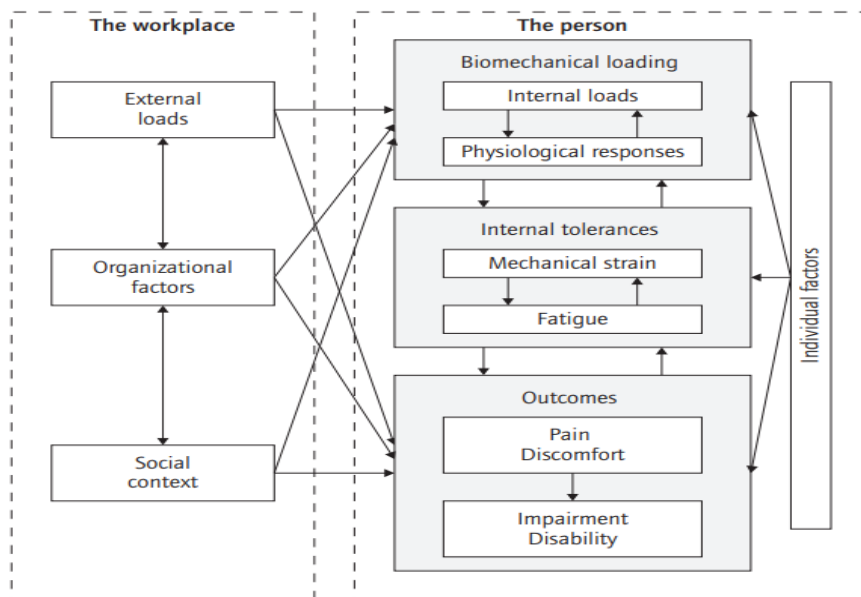 The workplace
External
loads
Organizational
factors
Social
context
The person
Biomechanical loading
Internal loads
Physiological responses
Internal tolerances
Mechanical strain
Fatigue
Outcomes
Pain
Discomfort
Impairment
Disability
Individual factors